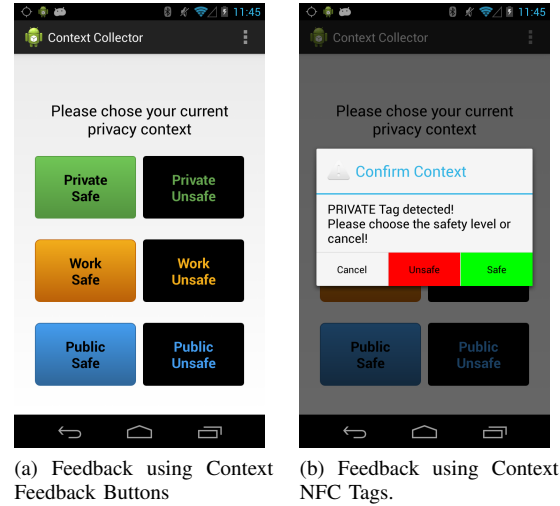 11:45
Context Collector
Please chose your current
privacy context
Private
Safe
Private
Unsafe
Work
Safe
Work
Unsafe
Public
Safe
Public
Unsafe
(a) Feedback using Context
Feedback Buttons
11:45
Context Collector
Please chose your current
privacy context
Confirm Context
PRIVATE Tag detected!
Please choose the safety level or
cancel!
Cancel
Unsafe
Safe
Public
Safe
Public
Unsafe
(b) Feedback using Context
NFC Tags.